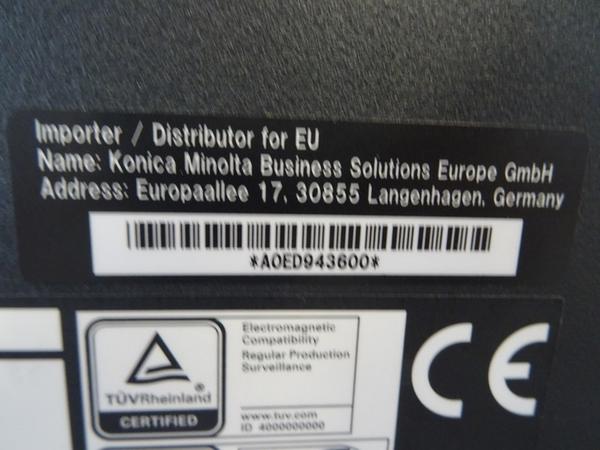 Importer / Distributor for EU
Name: Konica Minolta Business Solutions Europe GmbH
Address: Europaallee 17, 30855 Langenhagen, Germany
*A0ED943600*
Electromagnetic
Compatibility
Regular Production
Surveillance
TÜVRheinland
®
CERTIFIED
www.tuv.com
ID 4000000000
CE